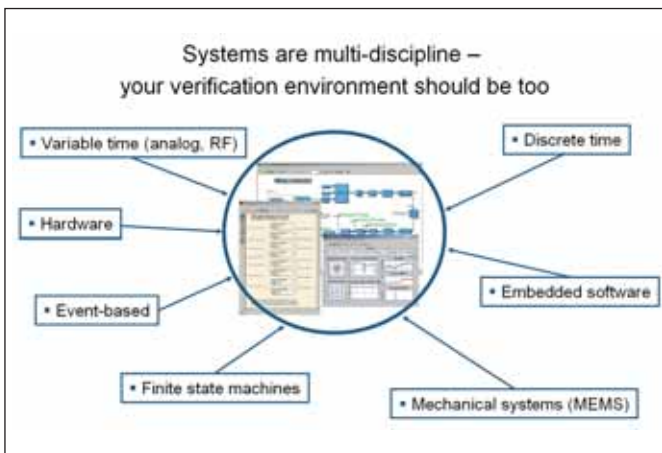 Systems are multi-discipline –
your verification environment should be too
▪ Variable time (analog, RF)
▪ Discrete time
▪ Hardware
▪ Embedded software
▪ Event-based
▪ Finite state machines
▪ Mechanical systems (MEMS)